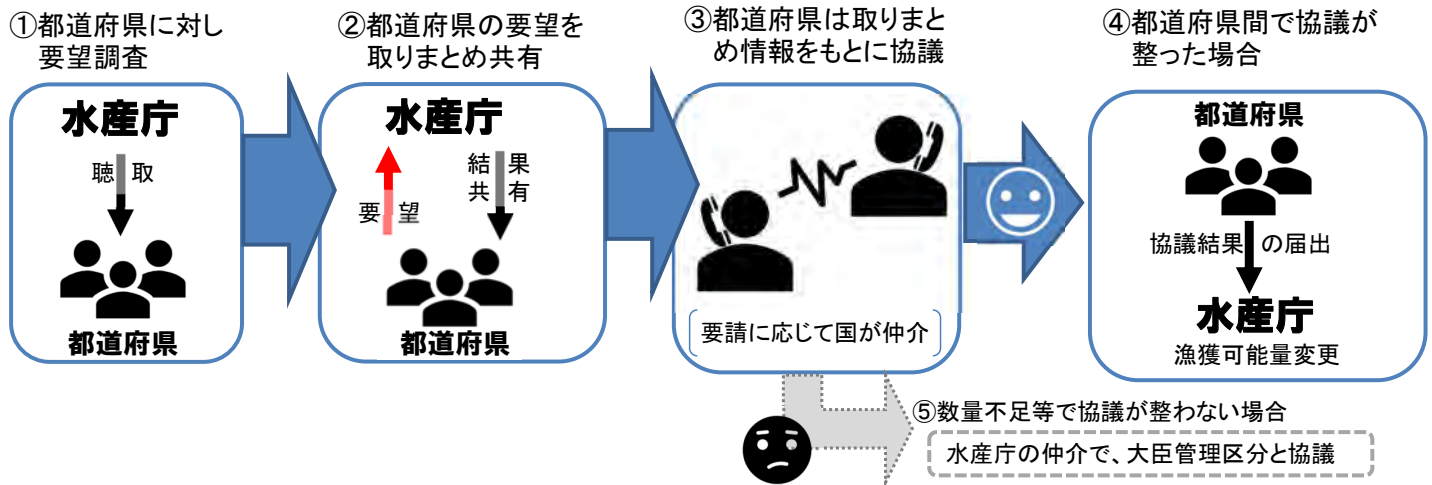 ①都道府県に対し
要望調査
水産庁
聴取
都道府県
②都道府県の要望を
取りまとめ共有
水産庁
要望
結果
共有
都道府県
③都道府県は取りまと
め情報をもとに協議
要請に応じて国が仲介
④都道府県間で協議が
整った場合
都道府県
協議結果の届出
水産庁
漁獲可能量変更
⑤数量不足等で協議が整わない場合
水産庁の仲介で、大臣管理区分と協議